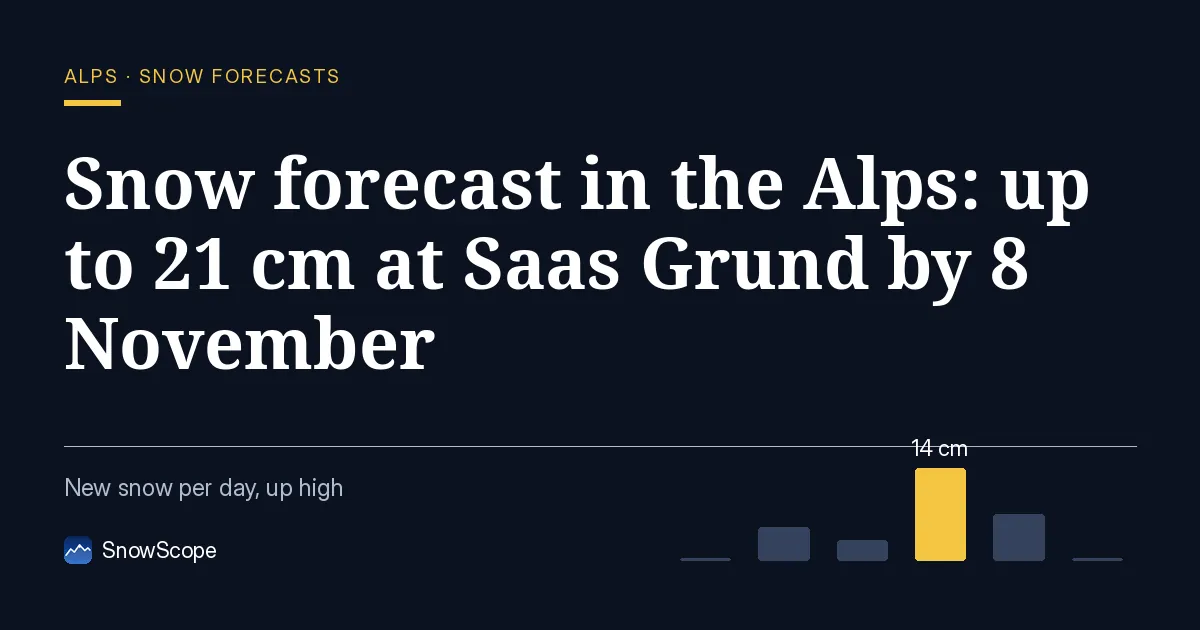 ALPS · SNOW FORECASTS
Snow forecast in the Alps: up
to 21 cm at Saas Grund by 8
November
14 cm
New snow per day, up high
SnowScope